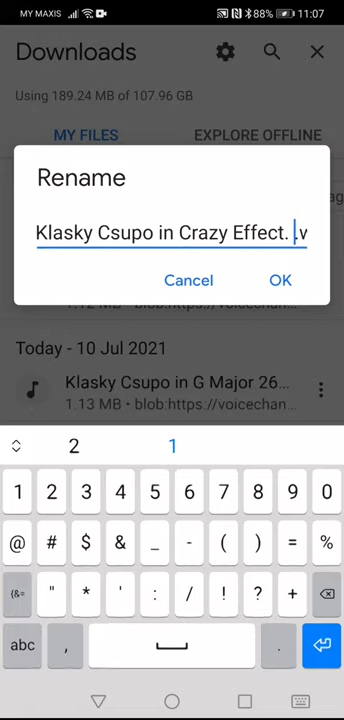 MY MAXIS 88% 11:07
Downloads
Using 189.24 MB of 107.96 GB
MY FILES EXPLORE OFFLINE
Rename
Klasky Csupo in Crazy Effect. .v
Cancel OK
Today - 10 Jul 2021
Klasky Csupo in G Major 26...
1.13 MB • blob:https://voicechan...
2 1
1 2 3 4 5 6 7 8 9 0
@ # $ & _ - ( ) = %
{&= " * ' : / ! ? +
abc , .